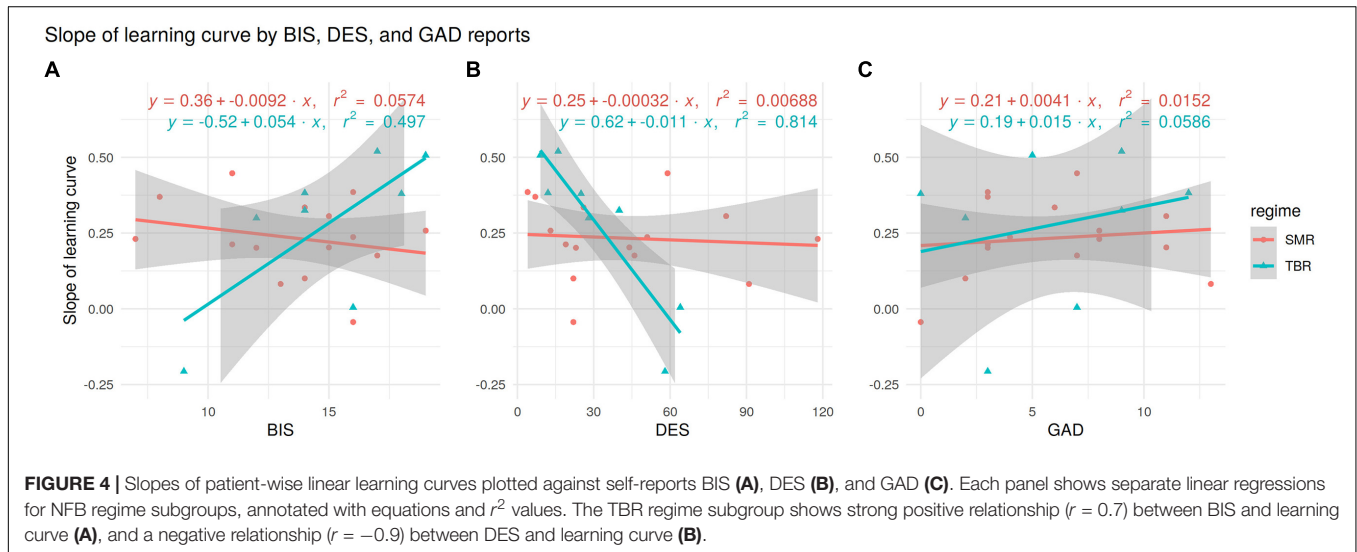 Slope of learning curve by BIS, DES, and GAD reports
A
B
C
y = 0.36 + -0.0092 · x, r² = 0.0574
y = -0.52 + 0.054 · x, r² = 0.497
y = 0.25 + -0.00032 · x, r² = 0.00688
y = 0.62 + -0.011 · x, r² = 0.814
y = 0.21 + 0.0041 · x, r² = 0.0152
y = 0.19 + 0.015 · x, r² = 0.0586
Slope of learning curve
0.50
0.25
0.00
-0.25
10 15
BIS
0.50
0.25
0.00
-0.25
0 30 60 90 120
DES
0.50
0.25
0.00
-0.25
0 5 10
GAD
regime
SMR
TBR
FIGURE 4 | Slopes of patient-wise linear learning curves plotted against self-reports BIS (A), DES (B), and GAD (C). Each panel shows separate linear regressions
for NFB regime subgroups, annotated with equations and r² values. The TBR regime subgroup shows strong positive relationship (r = 0.7) between BIS and learning
curve (A), and a negative relationship (r = −0.9) between DES and learning curve (B).